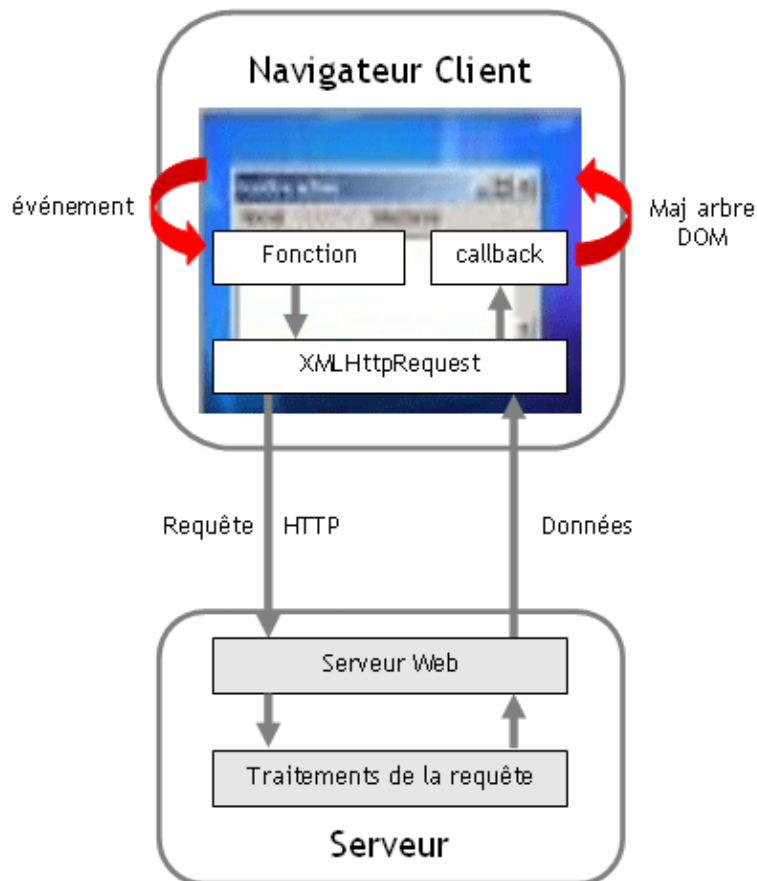 Navigateur Client
événement
Maj arbre
DOM
Fonction
callback
XMLHttpRequest
Requête
HTTP
Données
Serveur Web
Traitements de la requête
Serveur